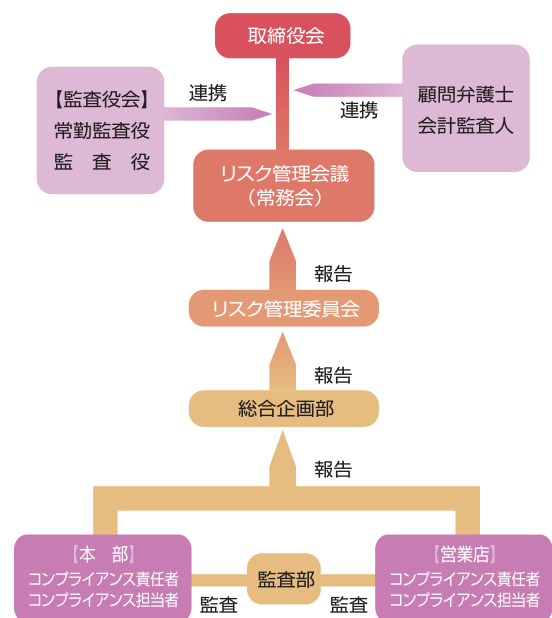 取締役会
【監査役会】
常勤監査役
監　査　役
連携
連携
顧問弁護士
会計監査人
リスク管理会議
（常務会）
報告
リスク管理委員会
報告
総合企画部
報告
『本　部』
コンプライアンス責任者
コンプライアンス担当者
監査
監査部
監査
『営業店』
コンプライアンス責任者
コンプライアンス担当者